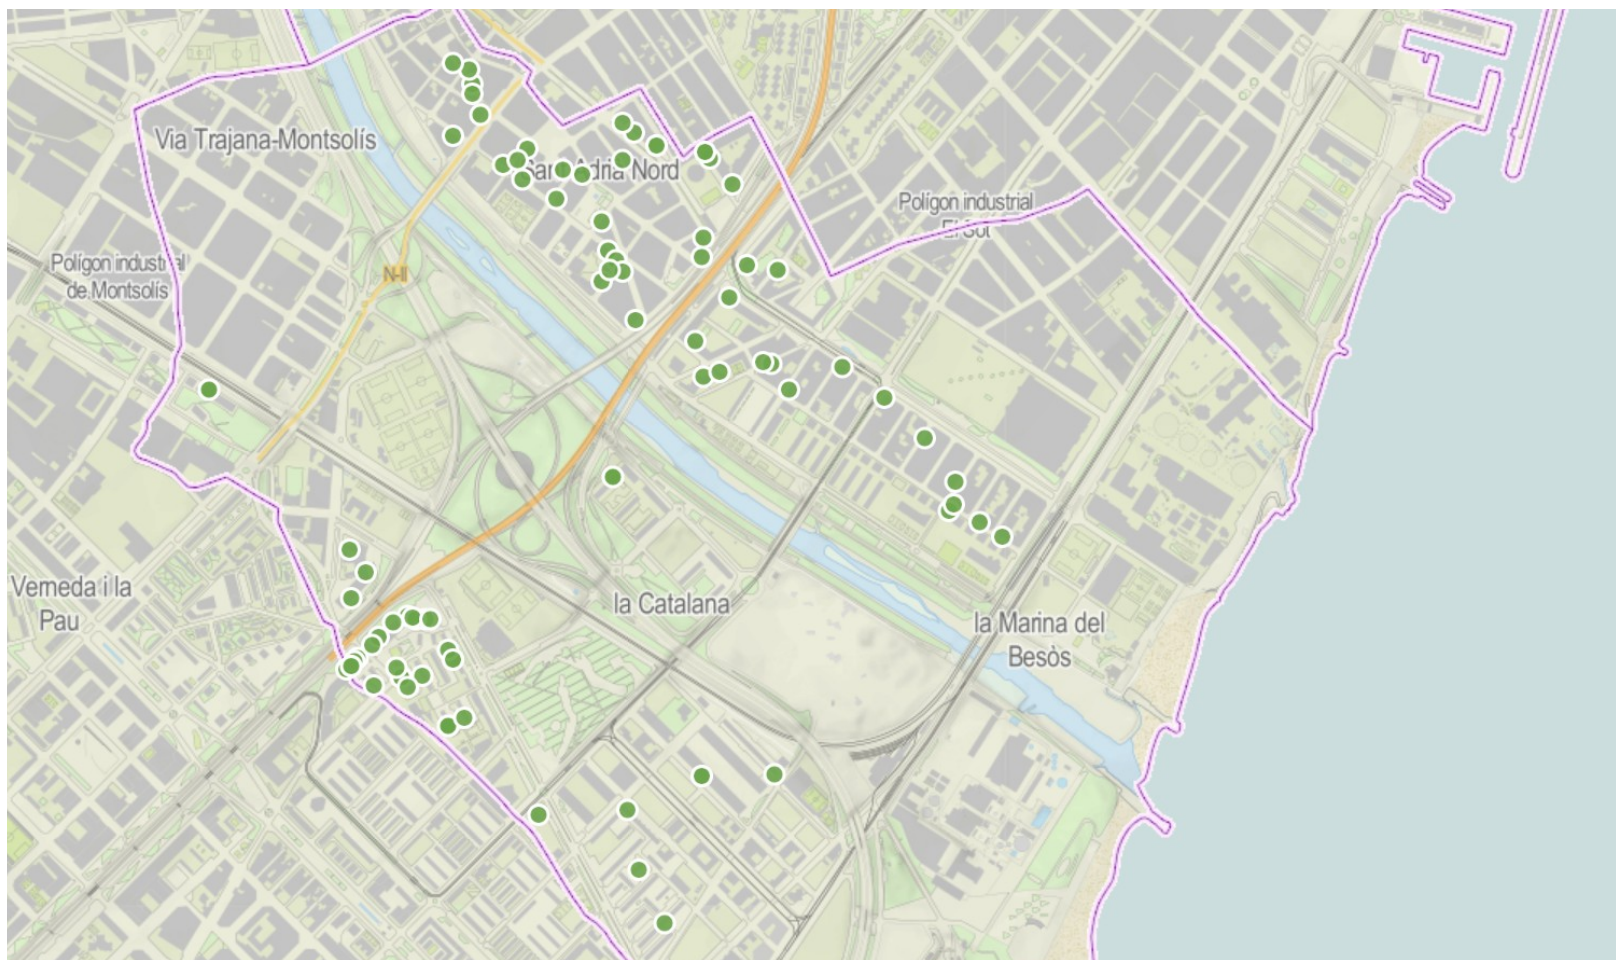 Via Trajana-Montsolís
Sant Adrià Nord
Polígon industrial
El Sot
Polígon industrial
de Montsolís
N-II
Verneda i la
Pau
la Catalana
la Marina del
Besòs